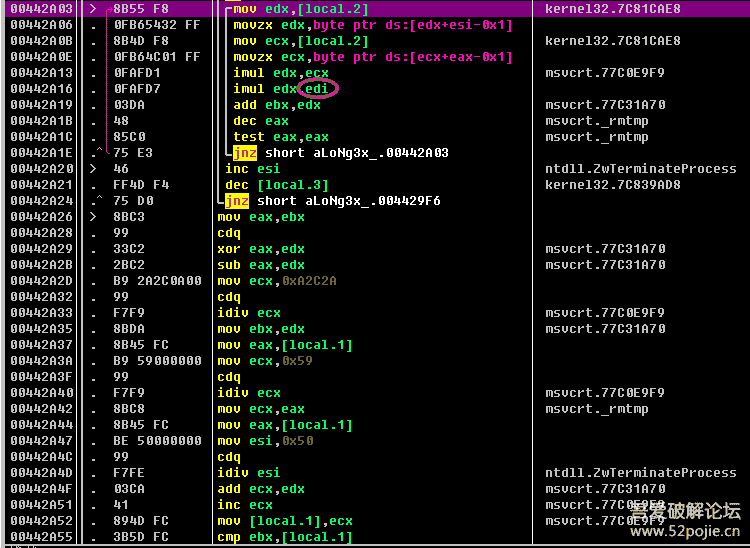 00442A03 > 8B55 F8 mov edx,[local.2] kernel32.7C81CAE8
00442A06 . 0FB65432 FF movzx edx,byte ptr ds:[edx+esi-0x1]
00442A0B . 8B4D F8 mov ecx,[local.2] kernel32.7C81CAE8
00442A0E . 0FB64C01 FF movzx ecx,byte ptr ds:[ecx+eax-0x1]
00442A13 . 0FAFD1 imul edx,ecx msvcrt.77C0E9F9
00442A16 . 0FAFD7 imul edx,edi
00442A19 . 03DA add ebx,edx msvcrt.77C31A70
00442A1B . 48 dec eax msvcrt._rmtmp
00442A1C . 85C0 test eax,eax msvcrt._rmtmp
00442A1E .^ 75 E3 jnz short aLoNg3x_.00442A03
00442A20 > 46 inc esi ntdll.ZwTerminateProcess
00442A21 . FF4D F4 dec [local.3] kernel32.7C839AD8
00442A24 .^ 75 D0 jnz short aLoNg3x_.004429F6
00442A26 > 8BC3 mov eax,ebx
00442A28 . 99 cdq
00442A29 . 33C2 xor eax,edx msvcrt.77C31A70
00442A2B . 2BC2 sub eax,edx msvcrt.77C31A70
00442A2D . B9 2A2C0A00 mov ecx,0xA2C2A
00442A32 . 99 cdq
00442A33 . F7F9 idiv ecx msvcrt.77C0E9F9
00442A35 . 8BDA mov ebx,edx msvcrt.77C31A70
00442A37 . 8B45 FC mov eax,[local.1]
00442A3A . B9 59000000 mov ecx,0x59
00442A3F . 99 cdq
00442A40 . F7F9 idiv ecx msvcrt.77C0E9F9
00442A42 . 8BC8 mov ecx,eax msvcrt._rmtmp
00442A44 . 8B45 FC mov eax,[local.1]
00442A47 . BE 50000000 mov esi,0x50
00442A4C . 99 cdq
00442A4D . F7FE idiv esi ntdll.ZwTerminateProcess
00442A4F . 03CA add ecx,edx msvcrt.77C31A70
00442A51 . 41 inc ecx msvcrt.77C0E9F9
00442A52 . 894D FC mov [local.1],ecx msvcrt.77C0E9F9
00442A55 . 3B5D FC cmp ebx,[local.1]
吾爱破解论坛
www.52pojie.cn